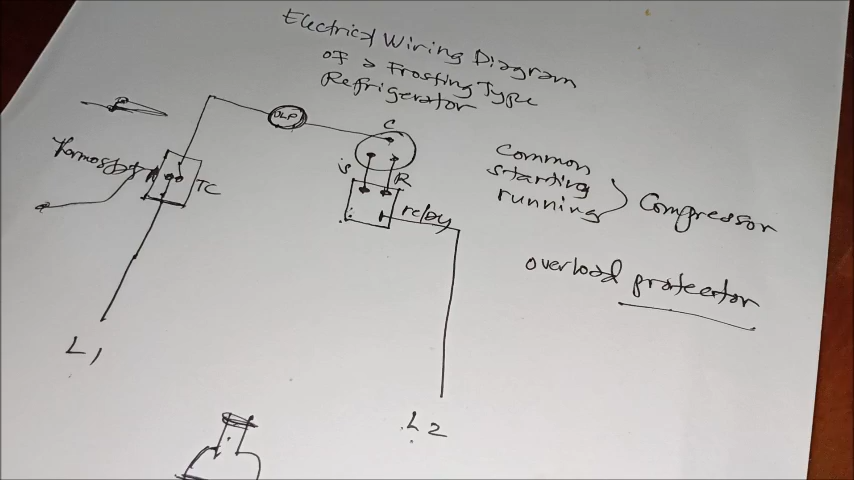 Electrical Wiring Diagram
of a Frosting Type
Refrigerator
OLP
C
S
R
relay
TC
L1
L2
Common
starting
running
Compressor
overload protector